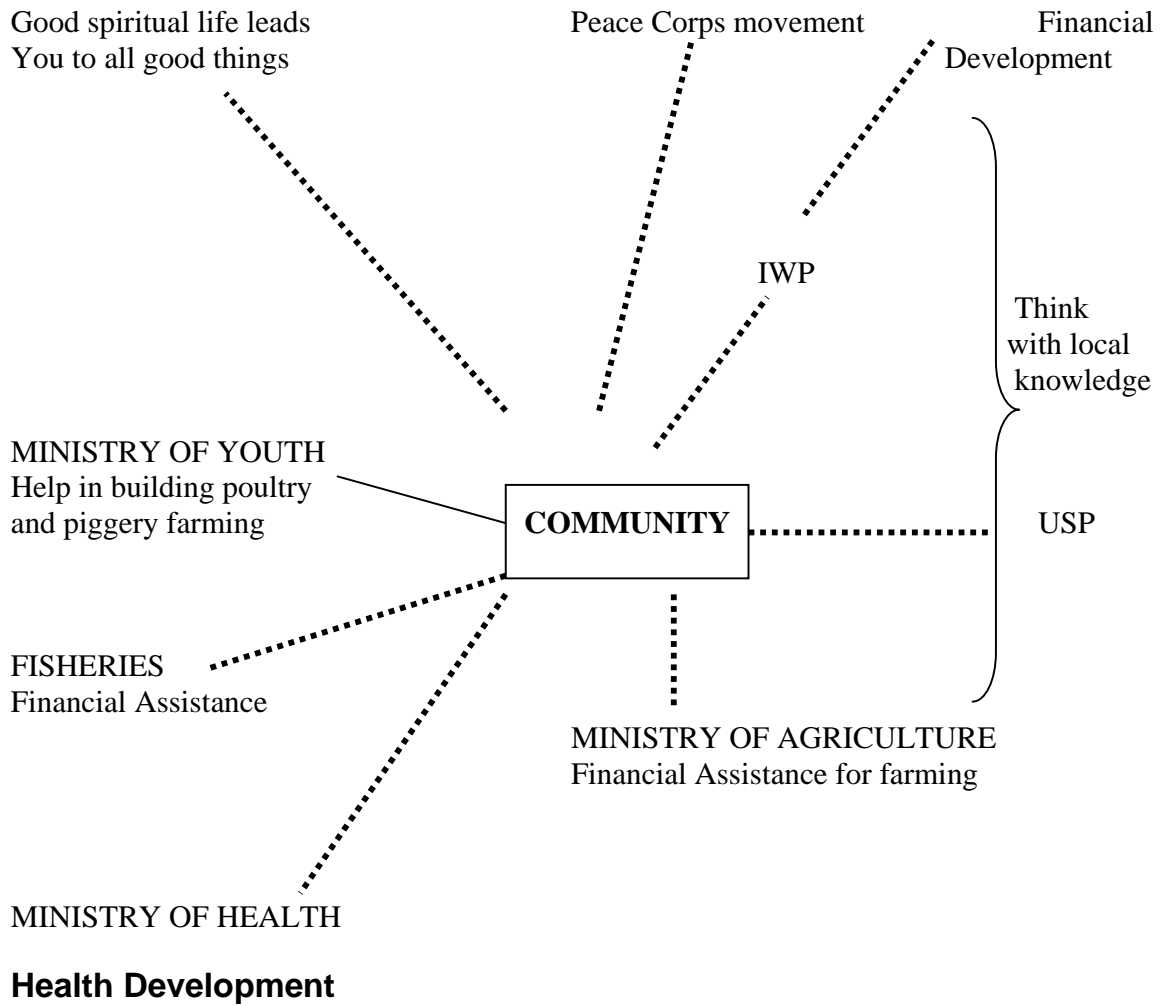 Good spiritual life leads
You to all good things
Peace Corps movement
Financial
Development
IWP
Think
with local
knowledge
MINISTRY OF YOUTH
Help in building poultry
and piggery farming
COMMUNITY
USP
FISHERIES
Financial Assistance
MINISTRY OF AGRICULTURE
Financial Assistance for farming
MINISTRY OF HEALTH
Health Development